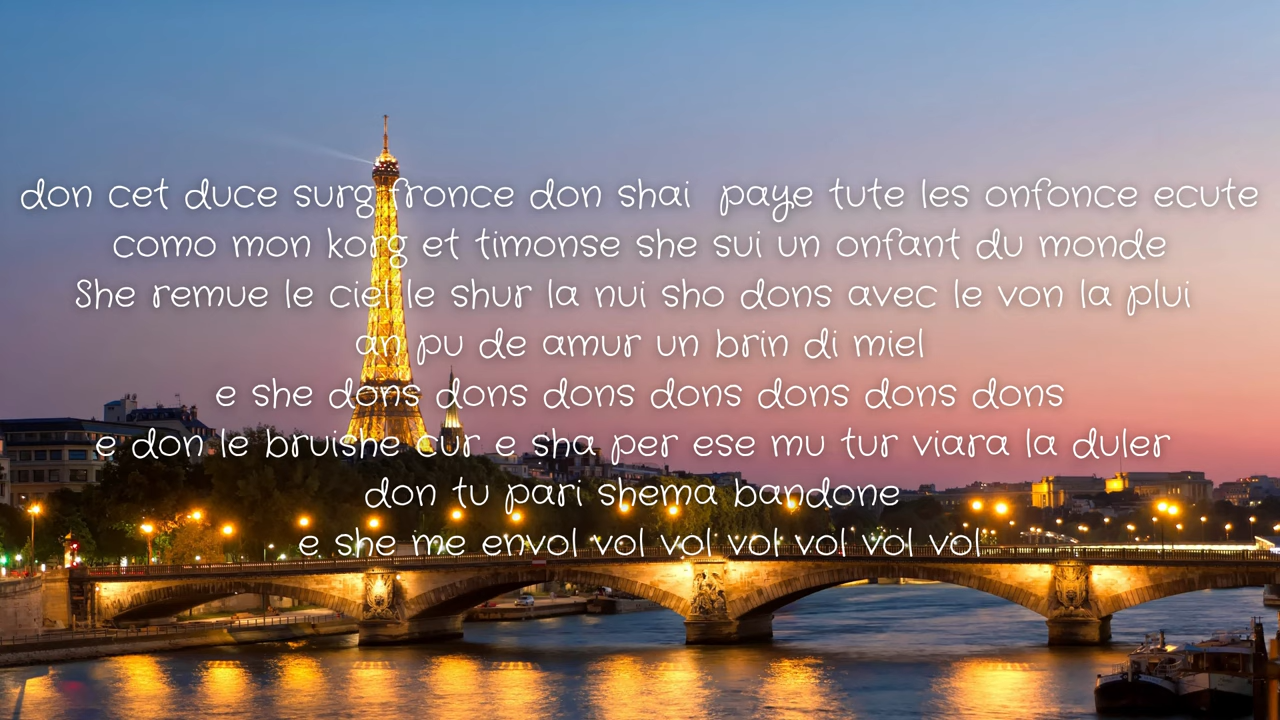 don cet duce surg fronce don shai paye tute les onfonce ecute
como mon korg et timonse she sui un onfant du monde
She remue le ciel le shur la nui sho dons avec le von la plui
an pu de amur un brin di miel
e she dons dons dons dons dons dons dons
e don le bruishe cur e sha per ese mu tur viara la duler
don tu pari shema bandone
e she me envol vol vol vol vol vol vol